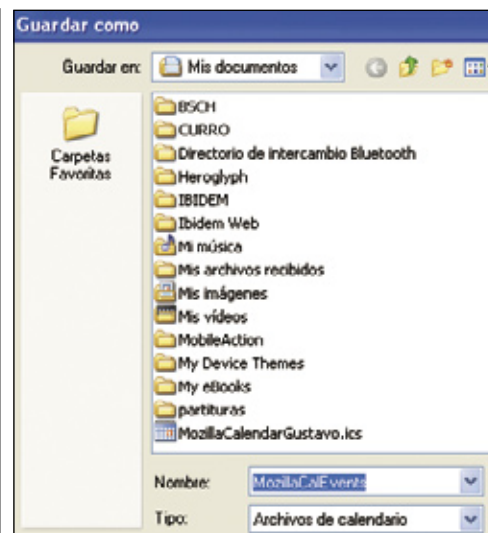 Guardar como
Guardar en: Mis documentos
Carpetas
Favoritas
BSCH
CURRO
Directorio de intercambio Bluetooth
Heroglyph
IBIDEM
Ibidem Web
Mi música
Mis archivos recibidos
Mis imágenes
Mis vídeos
MobileAction
My Device Themes
My eBooks
partituras
MozillaCalendarGustavo.ics
Nombre: MozillaCalEvents
Tipo: Archivos de calendario